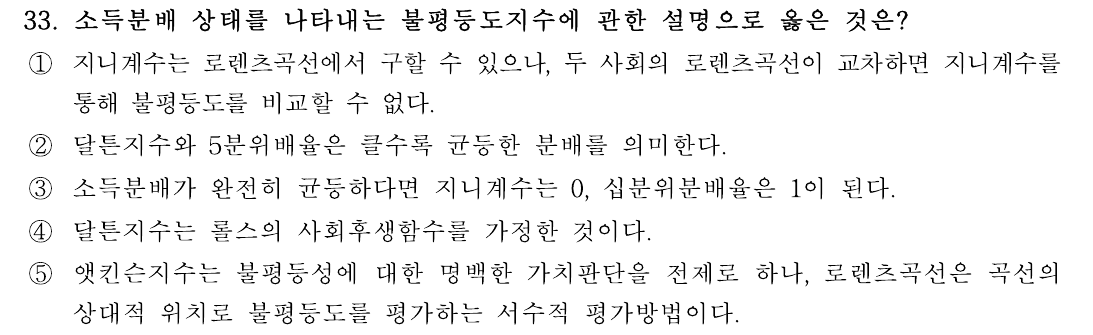 33. 소득분배 상태를 나타내는 불평등도지수에 관한 설명으로 옳은 것은?
① 지니계수는 로렌츠곡선에서 구할 수 있으나, 두 사회의 로렌츠곡선이 교차하면 지니계수를
통해 불평등도를 비교할 수 없다.
② 달튼지수와 5분위배율은 클수록 균등한 분배를 의미한다.
③ 소득분배가 완전히 균등하다면 지니계수는 0, 십분위분배율은 1이 된다.
④ 달튼지수는 롤스의 사회후생함수를 가정한 것이다.
⑤ 앳킨슨지수는 불평등성에 대한 명백한 가치판단을 전제로 하나, 로렌츠곡선은 곡선의
상대적 위치로 불평등도를 평가하는 서수적 평가방법이다.